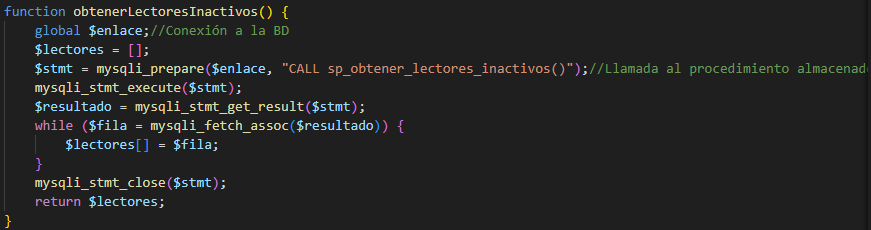 function obtenerLectoresInactivos() {
    global $enlace;//Conexión a la BD
    $lectores = [];
    $stmt = mysqli_prepare($enlace, "CALL sp_obtener_lectores_inactivos()");//Llamada al procedimiento almacenado
    mysqli_stmt_execute($stmt);
    $resultado = mysqli_stmt_get_result($stmt);
    while ($fila = mysqli_fetch_assoc($resultado)) {
        $lectores[] = $fila;
    }
    mysqli_stmt_close($stmt);
    return $lectores;
}